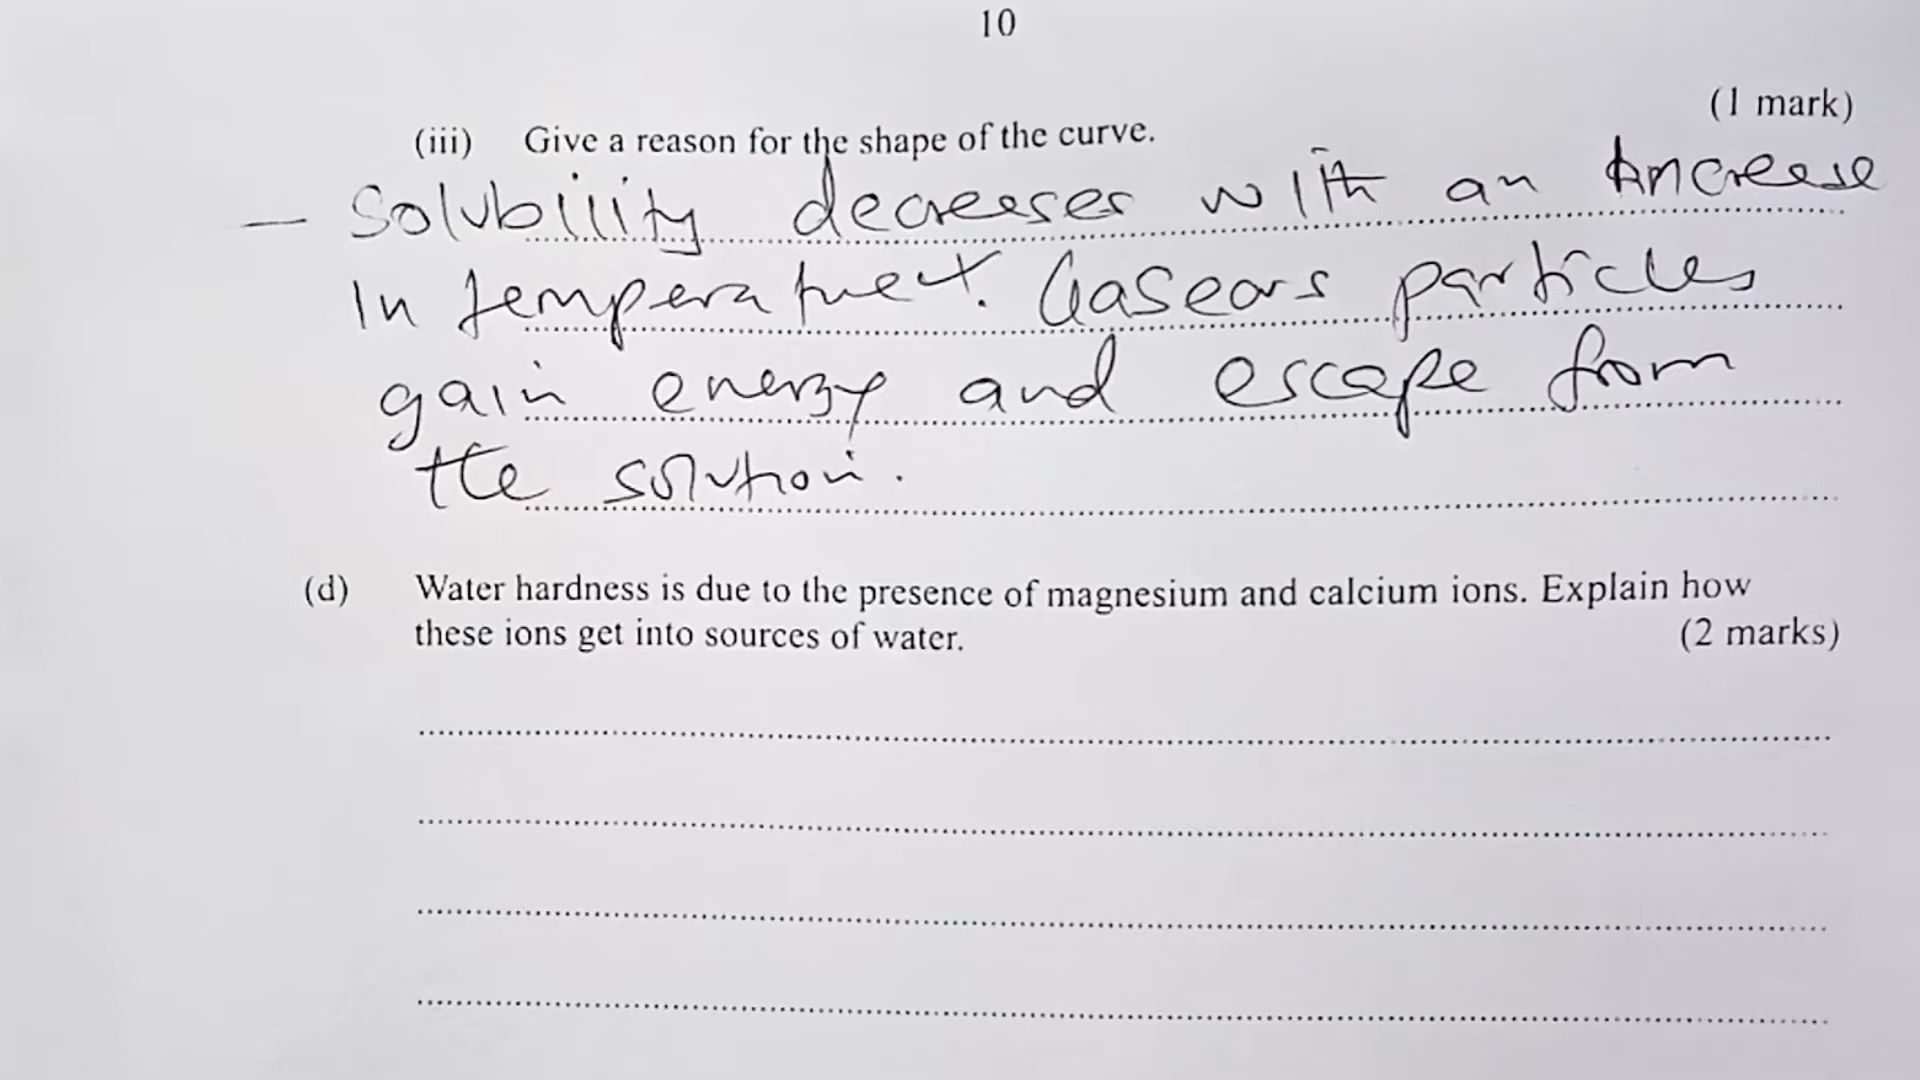 10
(1 mark)
(iii) Give a reason for the shape of the curve.
- Solubility decreases with an increase
in temperature. Gaseous particles
gain energy and escape from
the solution.
(d) Water hardness is due to the presence of magnesium and calcium ions. Explain how
these ions get into sources of water. (2 marks)